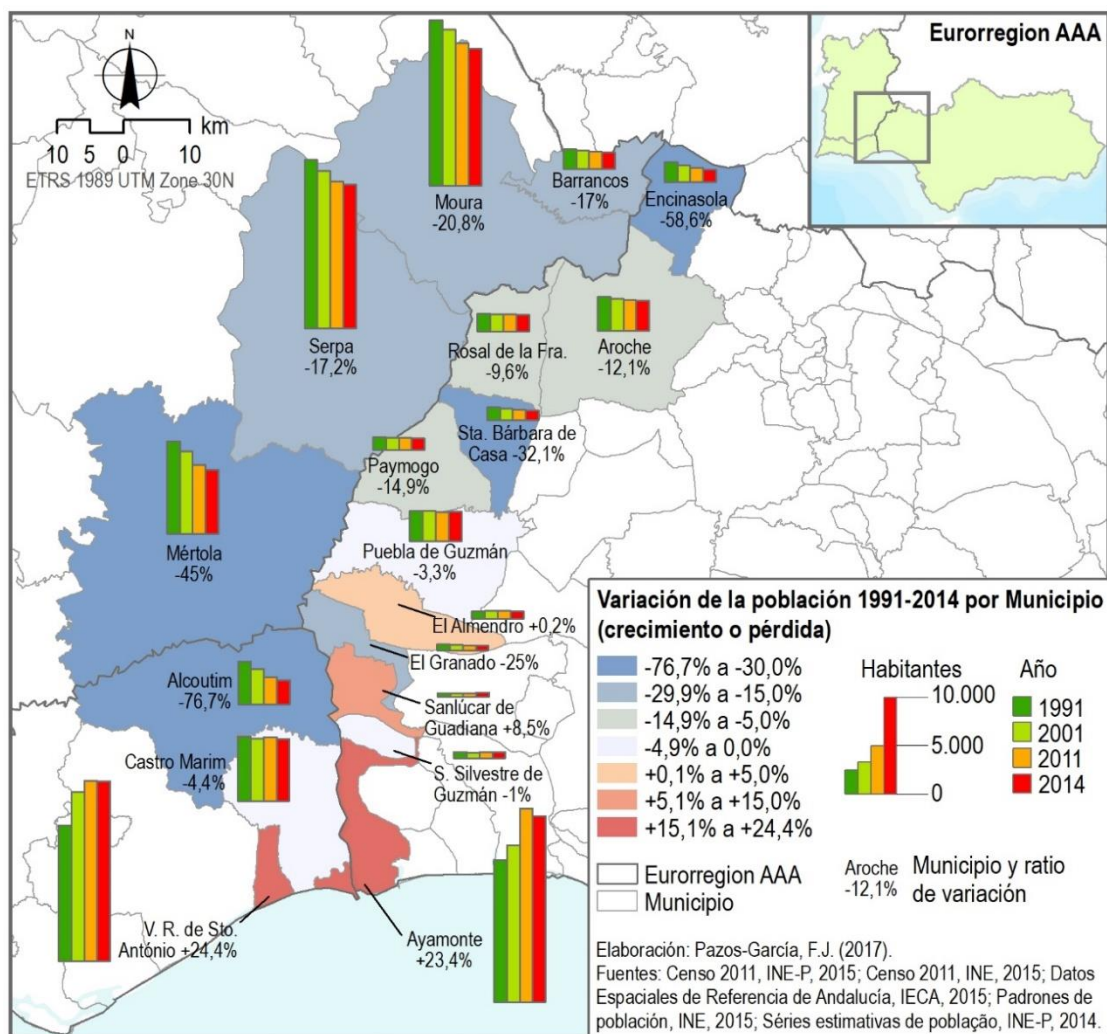 Eurorregion AAA
N
km
10 5 0 10
ETRS 1989 UTM Zone 30N
Moura
-20,8%
Barrancos
-17%
Encinasola
-58,6%
Serpa
-17,2%
Rosal de la Fra.
-9,6%
Aroche
-12,1%
Sta. Bárbara de
Casa -32,1%
Paymogo
-14,9%
Mértola
-45%
Puebla de Guzmán
-3,3%
El Almendro +0,2%
El Granado -25%
Alcoutim
-76,7%
Sanlúcar de
Guadiana +8,5%
Castro Marim
-4,4%
S. Silvestre de
Guzmán -1%
V. R. de Sto.
António +24,4%
Ayamonte
+23,4%
Variación de la población 1991-2014 por Municipio
(crecimiento o pérdida)
-76,7% a -30,0%
-29,9% a -15,0%
-14,9% a -5,0%
-4,9% a 0,0%
+0,1% a +5,0%
+5,1% a +15,0%
+15,1% a +24,4%
Habitantes
10.000
5.000
0
Año
1991
2001
2011
2014
Eurorregion AAA
Municipio
Aroche
-12,1%
Municipio y ratio
de variación
Elaboración: Pazos-García, F.J. (2017).
Fuentes: Censo 2011, INE-P, 2015; Censo 2011, INE, 2015; Datos
Espaciales de Referencia de Andalucía, IECA, 2015; Padrones de
población, INE, 2015; Séries estimativas de população, INE-P, 2014.